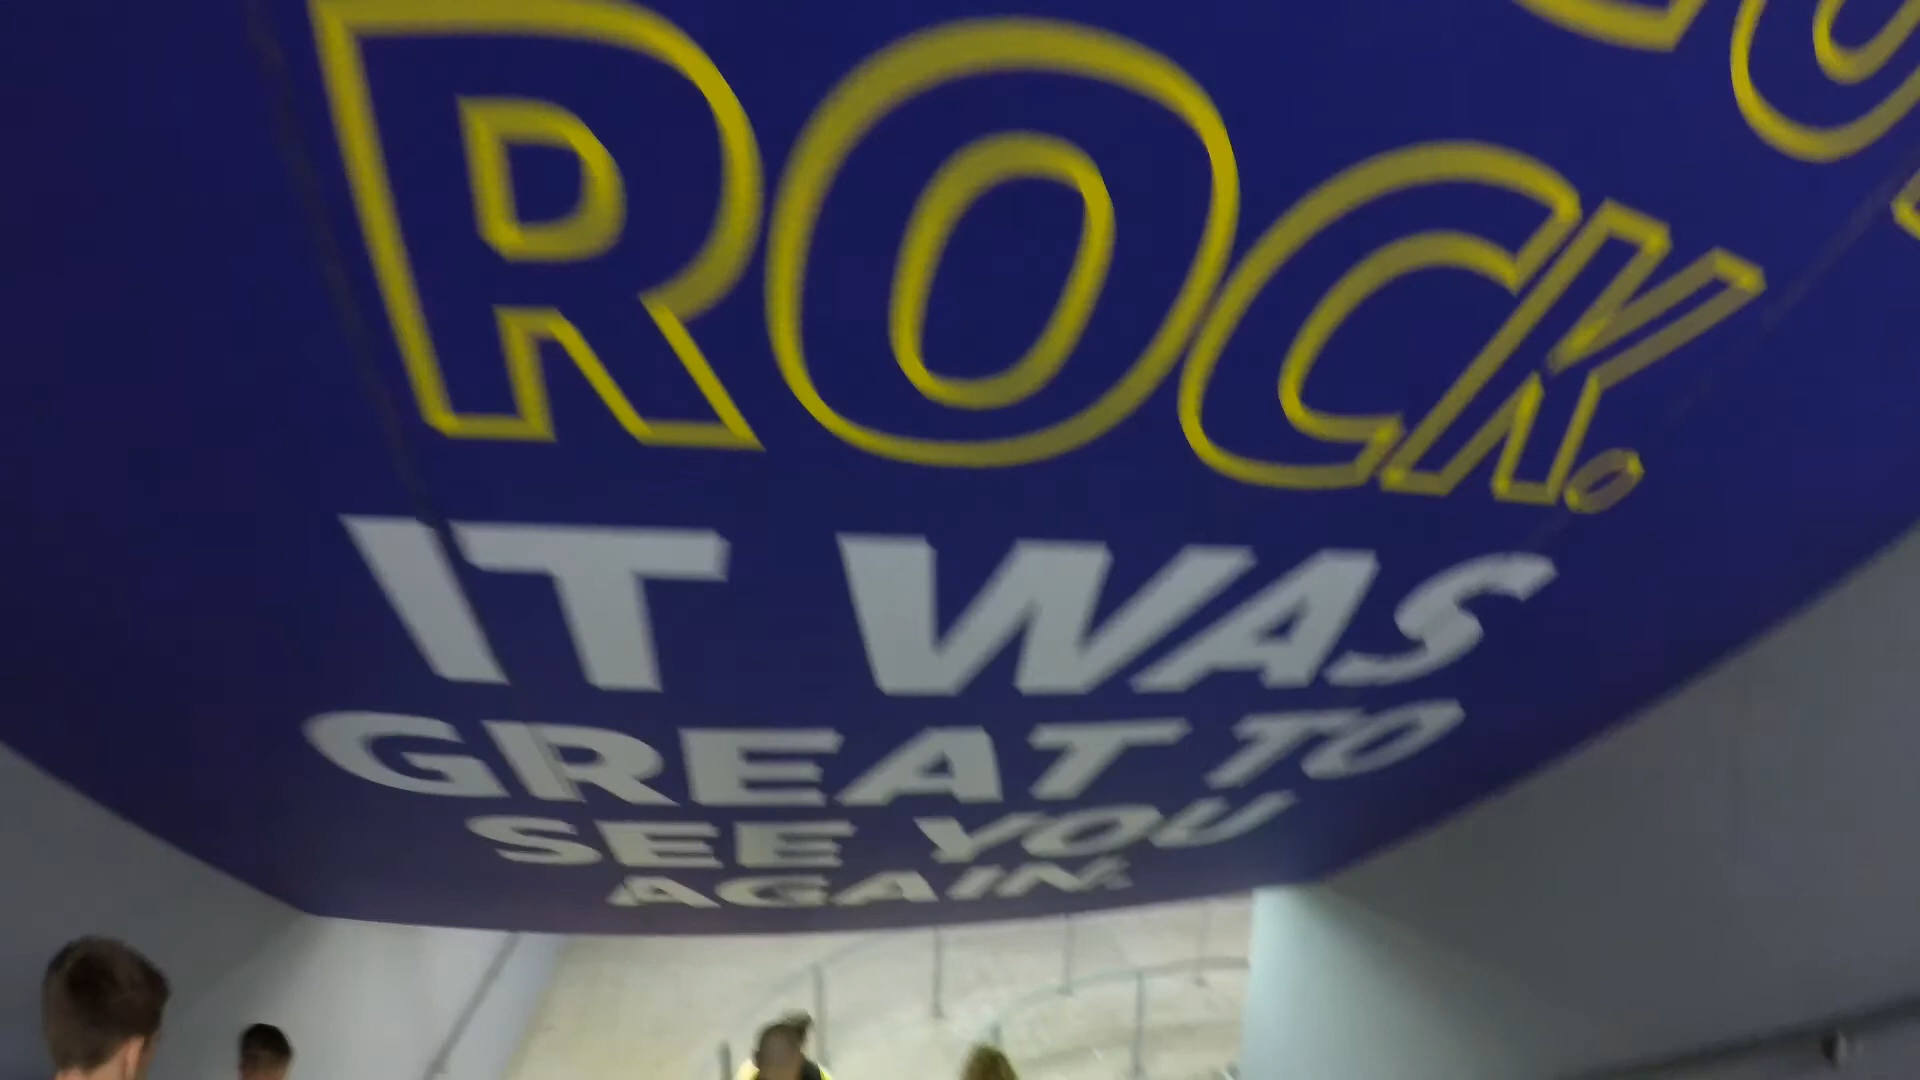 ROCK.
IT WAS
GREAT TO
SEE YOU
AGAIN.